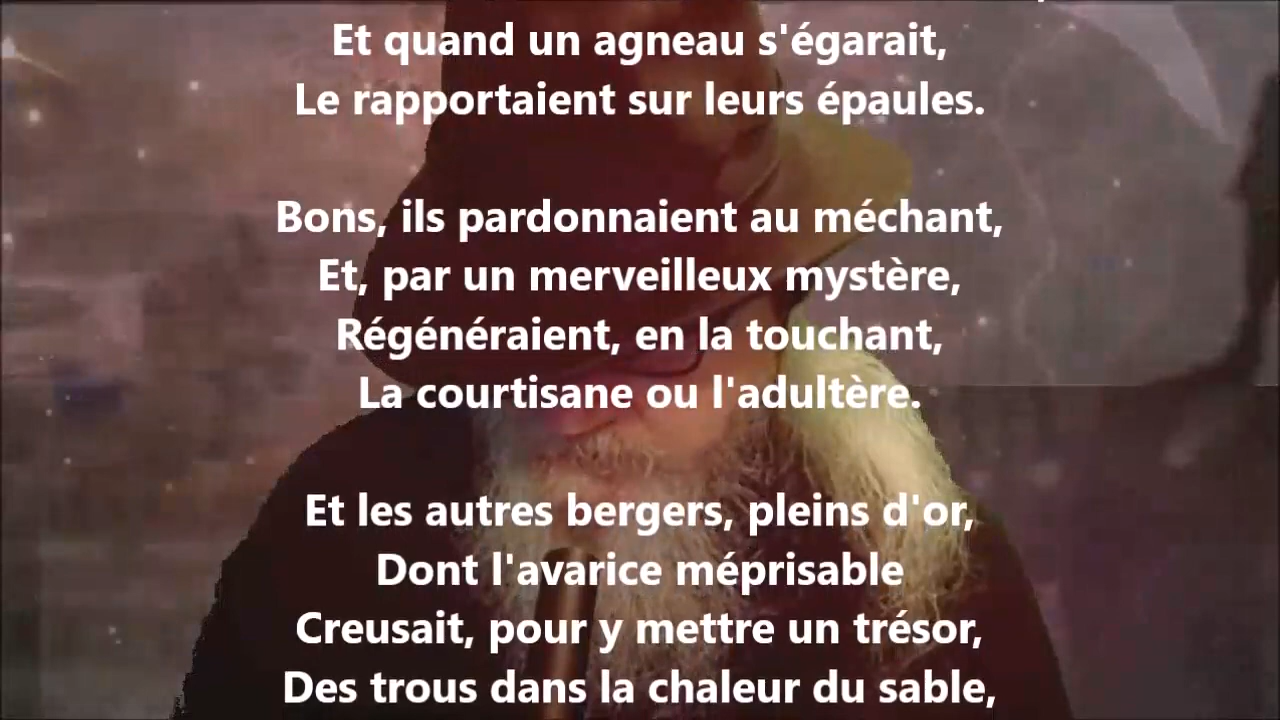 Et quand un agneau s'égarait,
Le rapportaient sur leurs épaules.
Bons, ils pardonnaient au méchant,
Et, par un merveilleux mystère,
Régénéraient, en la touchant,
La courtisane ou l'adultère.
Et les autres bergers, pleins d'or,
Dont l'avarice méprisable
Creusait, pour y mettre un trésor,
Des trous dans la chaleur du sable,